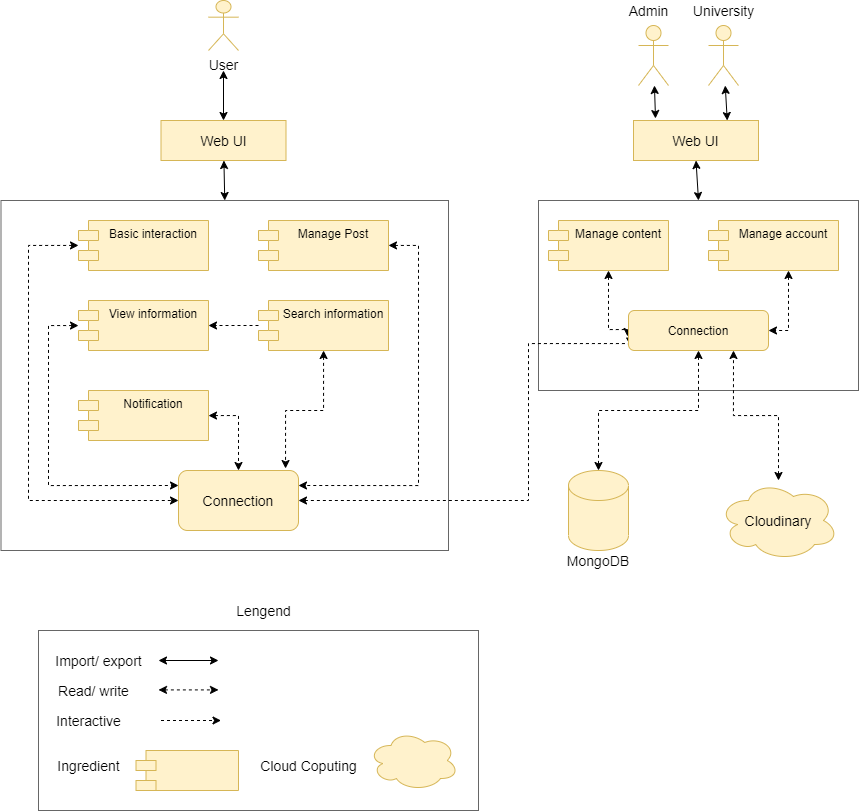 Admin
University
User
Web UI
Web UI
Basic interaction
Manage Post
Manage content
Manage account
View information
Search information
Connection
Notification
Connection
Cloudinary
MongoDB
Lengend
Import/ export
Read/ write
Interactive
Ingredient
Cloud Coputing